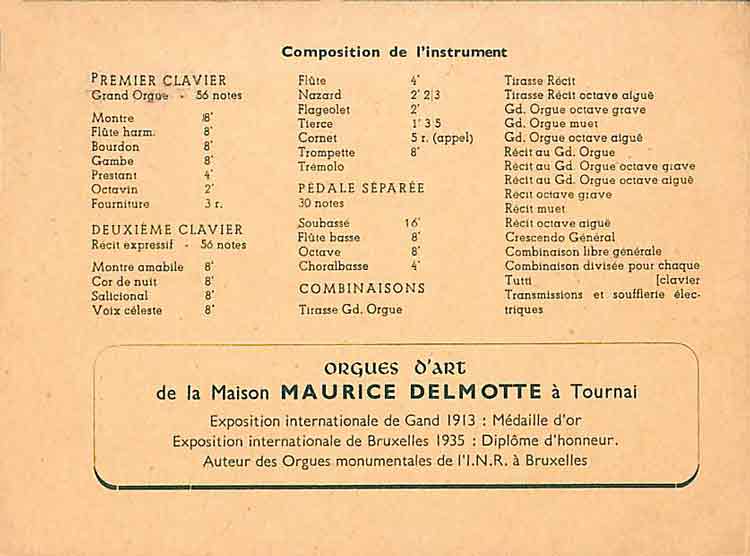 Composition de l'instrument
PREMIER CLAVIER
Grand Orgue - 56 notes
Montre 8'
Flûte harm. 8'
Bourdon 8'
Gambe 8'
Prestant 4'
Octavin 2'
Fourniture 3 r.
DEUXIÈME CLAVIER
Récit expressif - 56 notes
Montre amabile 8'
Cor de nuit 8'
Salicional 8'
Voix céleste 8'
Flûte 4'
Nazard 2' 2|3
Flageolet 2'
Tierce 1' 3|5
Cornet 5 r. (appel)
Trompette 8'
Trémolo
PÉDALE SÉPARÉE
30 notes
Soubasse 16'
Flûte basse 8'
Octave 8'
Choralbasse 4'
COMBINAISONS
Tirasse Gd. Orgue
Tirasse Récit
Tirasse Récit octave aiguë
Gd. Orgue octave grave
Gd. Orgue muet
Gd. Orgue octave aiguë
Récit au Gd. Orgue
Récit au Gd. Orgue octave grave
Récit au Gd. Orgue octave aiguë
Récit octave grave
Récit muet
Récit octave aiguë
Crescendo Général
Combinaison libre générale
Combinaison divisée pour chaque
Tutti [clavier
Transmissions et soufflerie élec-
triques
ORGUES D'ART
de la Maison MAURICE DELMOTTE à Tournai
Exposition internationale de Gand 1913 : Médaille d'or
Exposition internationale de Bruxelles 1935 : Diplôme d'honneur.
Auteur des Orgues monumentales de l'I.N.R. à Bruxelles